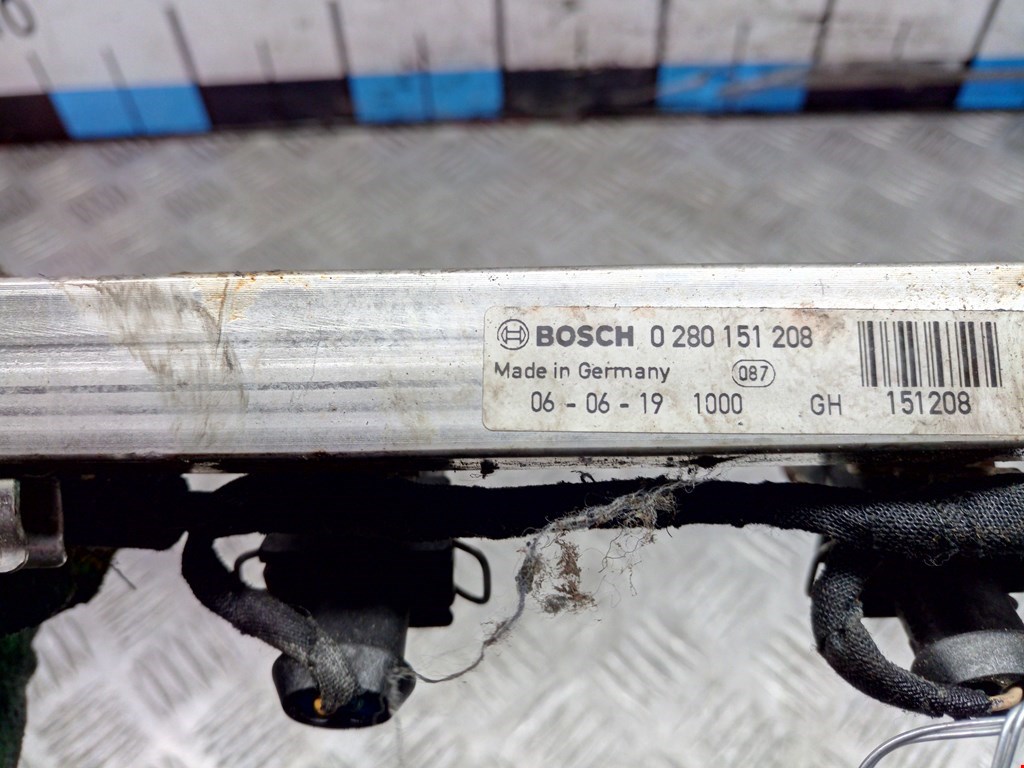 BOSCH 0 280 151 208
Made in Germany 087
06 - 06 - 19 1000 GH 151208